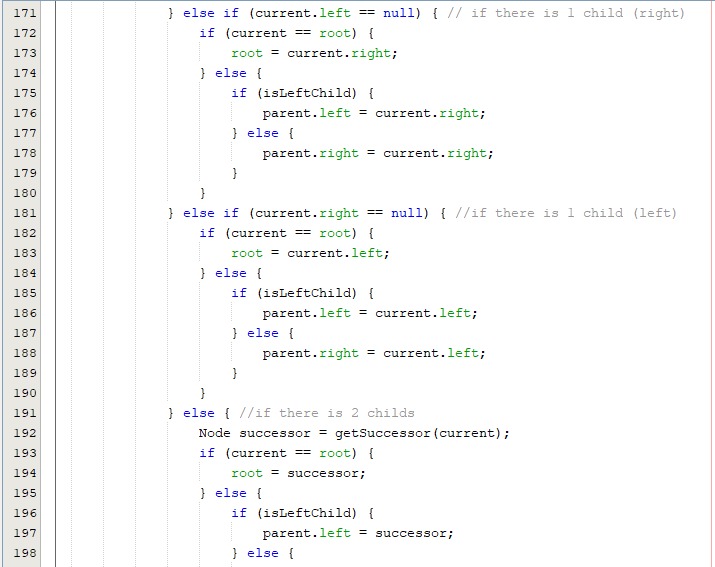 171 } else if (current.left == null) { // if there is 1 child (right)
172 if (current == root) {
173 root = current.right;
174 } else {
175 if (isLeftChild) {
176 parent.left = current.right;
177 } else {
178 parent.right = current.right;
179 }
180 }
181 } else if (current.right == null) { //if there is 1 child (left)
182 if (current == root) {
183 root = current.left;
184 } else {
185 if (isLeftChild) {
186 parent.left = current.left;
187 } else {
188 parent.right = current.left;
189 }
190 }
191 } else { //if there is 2 childs
192 Node successor = getSuccessor(current);
193 if (current == root) {
194 root = successor;
195 } else {
196 if (isLeftChild) {
197 parent.left = successor;
198 } else {